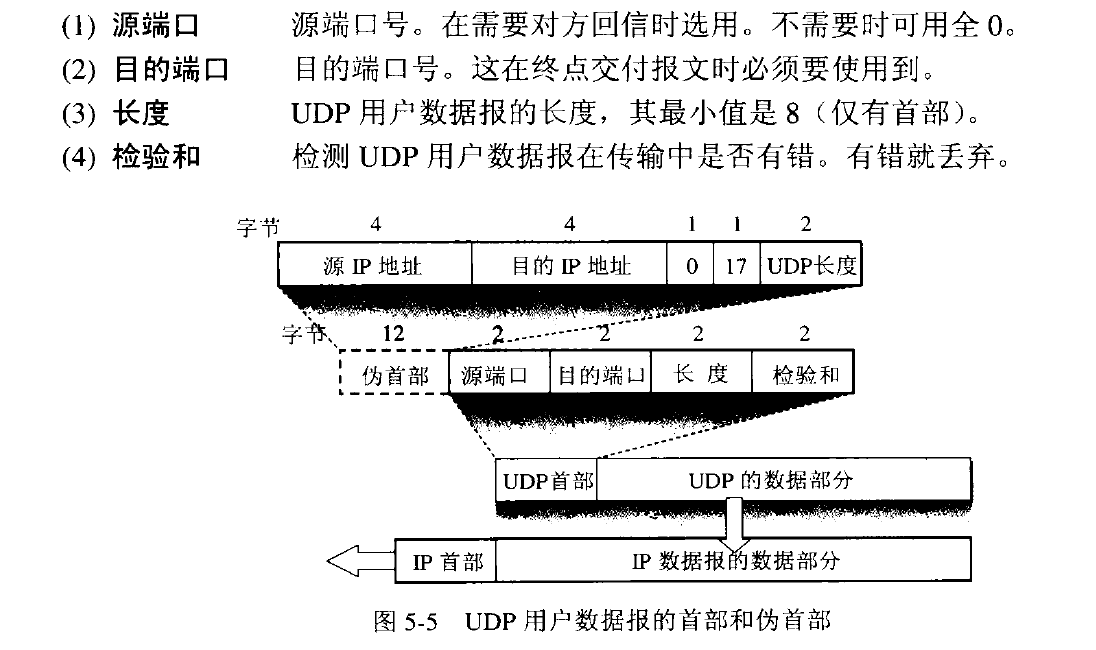 (1) 源端口 源端口号。在需要对方回信时选用。不需要时可用全 0。
(2) 目的端口 目的端口号。这在终点交付报文时必须要使用到。
(3) 长度 UDP 用户数据报的长度，其最小值是 8（仅有首部）。
(4) 检验和 检测 UDP 用户数据报在传输中是否有错。有错就丢弃。
字节 4 4 1 1 2
源 IP 地址 目的 IP 地址 0 17 UDP长度
字节 12 2 2 2 2
伪首部 源端口 目的端口 长 度 检验和
UDP首部 UDP 的数据部分
IP 首部 IP 数据报的数据部分
图 5-5 UDP 用户数据报的首部和伪首部